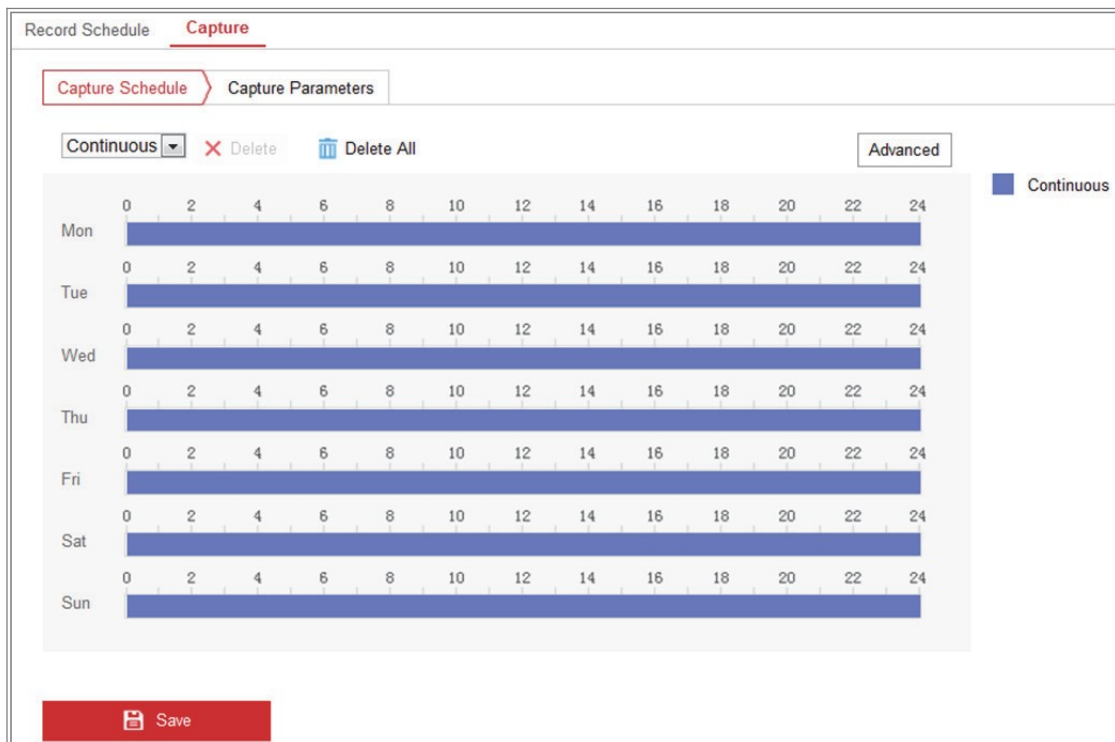 Record Schedule Capture
Capture Schedule Capture Parameters
Continuous Delete Delete All Advanced
Continuous
0 2 4 6 8 10 12 14 16 18 20 22 24
Mon
0 2 4 6 8 10 12 14 16 18 20 22 24
Tue
0 2 4 6 8 10 12 14 16 18 20 22 24
Wed
0 2 4 6 8 10 12 14 16 18 20 22 24
Thu
0 2 4 6 8 10 12 14 16 18 20 22 24
Fri
0 2 4 6 8 10 12 14 16 18 20 22 24
Sat
0 2 4 6 8 10 12 14 16 18 20 22 24
Sun
Save